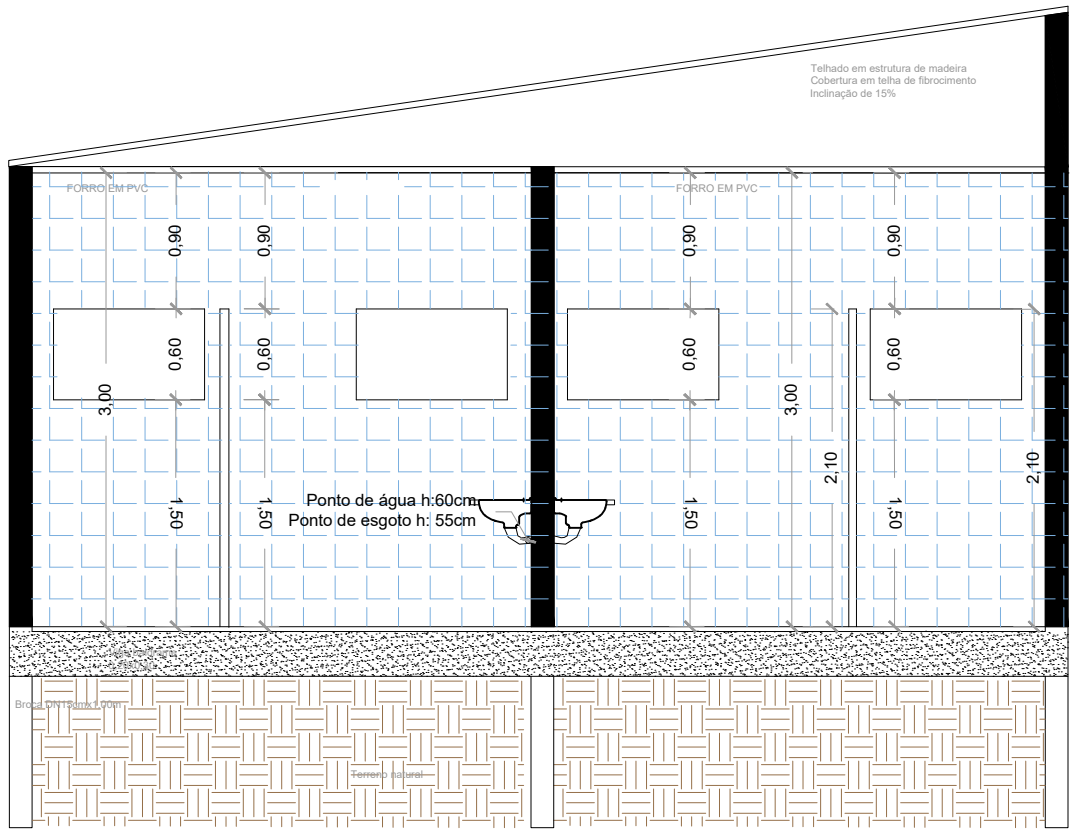 Telhado em estrutura de madeira
Cobertura em telha de fibrocimento
Inclinação de 15%
FORRO EM PVC
FORRO EM PVC
0,90
0,90
0,90
0,90
0,60
0,60
0,60
0,60
3,00
3,00
2,10
2,10
1,50
1,50
1,50
1,50
Ponto de água h:60cm
Ponto de esgoto h: 55cm
Broca DN15cmx1,00m
Terreno natural